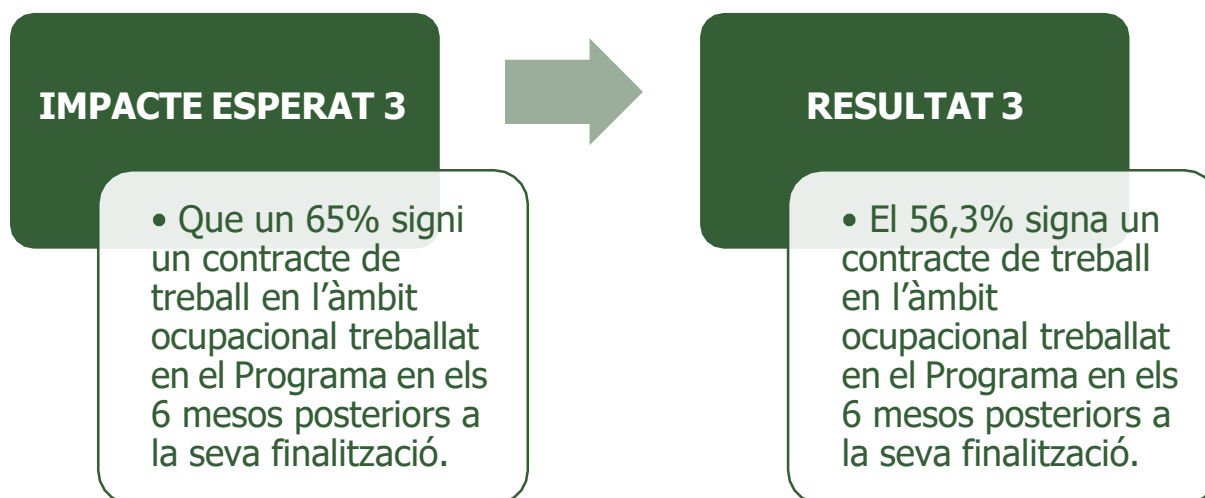 IMPACTE ESPERAT 3
• Que un 65% signi
un contracte de
treball en l’àmbit
ocupacional treballat
en el Programa en els
6 mesos posteriors a
la seva finalització.
RESULTAT 3
• El 56,3% signa un
contracte de treball
en l’àmbit
ocupacional treballat
en el Programa en els
6 mesos posteriors a
la seva finalització.